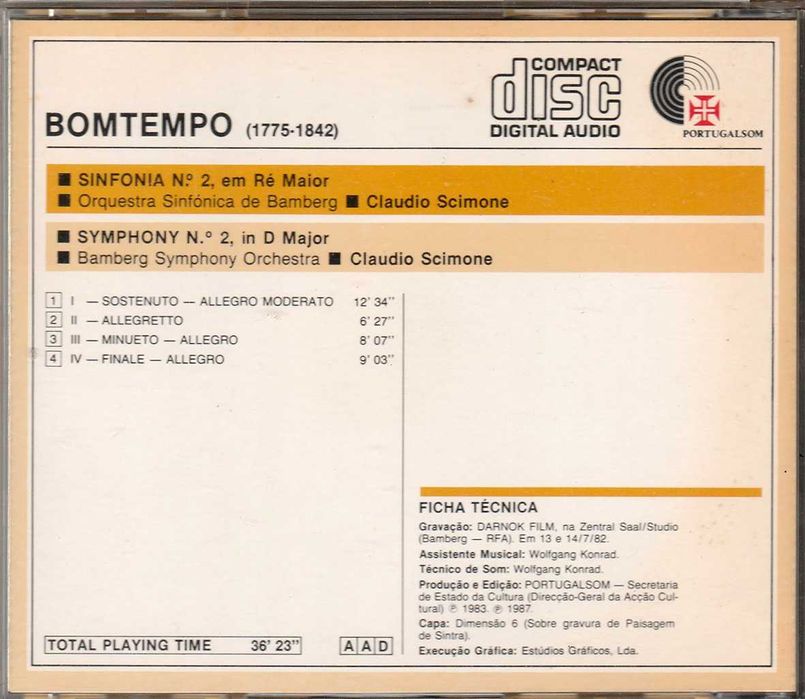 COMPACT
disc
DIGITAL AUDIO
PORTUGALSOM
BOMTEMPO (1775-1842)
■ SINFONIA N.º 2, em Ré Maior
■ Orquestra Sinfónica de Bamberg ■ Claudio Scimone
■ SYMPHONY N.º 2, in D Major
■ Bamberg Symphony Orchestra ■ Claudio Scimone
1 I — SOSTENUTO — ALLEGRO MODERATO 12' 34"
2 II — ALLEGRETTO 6' 27"
3 III — MINUETO — ALLEGRO 8' 07"
4 IV — FINALE — ALLEGRO 9' 03"
FICHA TÉCNICA
Gravação: DARNOK FILM, na Zentral Saal/Studio
(Bamberg — RFA). Em 13 e 14/7/82.
Assistente Musical: Wolfgang Konrad.
Técnico de Som: Wolfgang Konrad.
Produção e Edição: PORTUGALSOM — Secretaria
de Estado da Cultura (Direcção-Geral da Acção Cul-
tural) ℗ 1983. ℗ 1987.
Capa: Dimensão 6 (Sobre gravura de Paisagem
de Sintra).
Execução Gráfica: Estúdios Gráficos, Lda.
TOTAL PLAYING TIME 36' 23" A A D